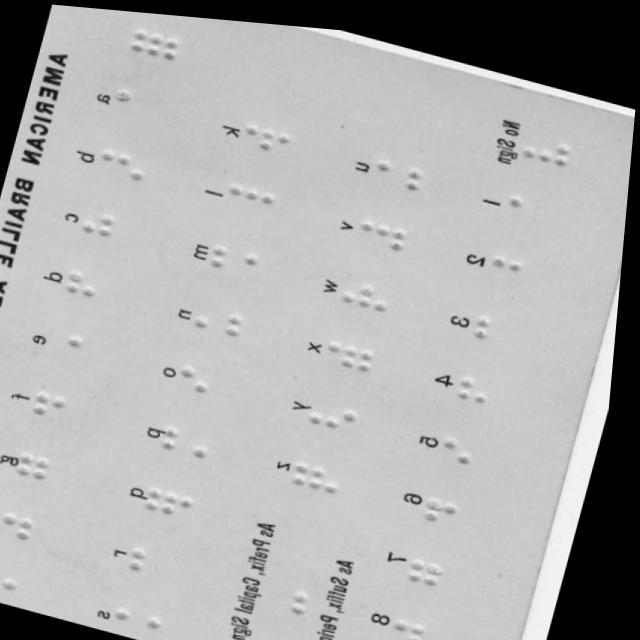 AMERICAN BRAILLE
a
b
c
d
e
f
g
k
l
m
n
o
p
q
r
s
u
v
w
x
y
z
As Prefix, Capital Sign
As Suffix,
No Sign
1
2
3
4
5
6
7
8